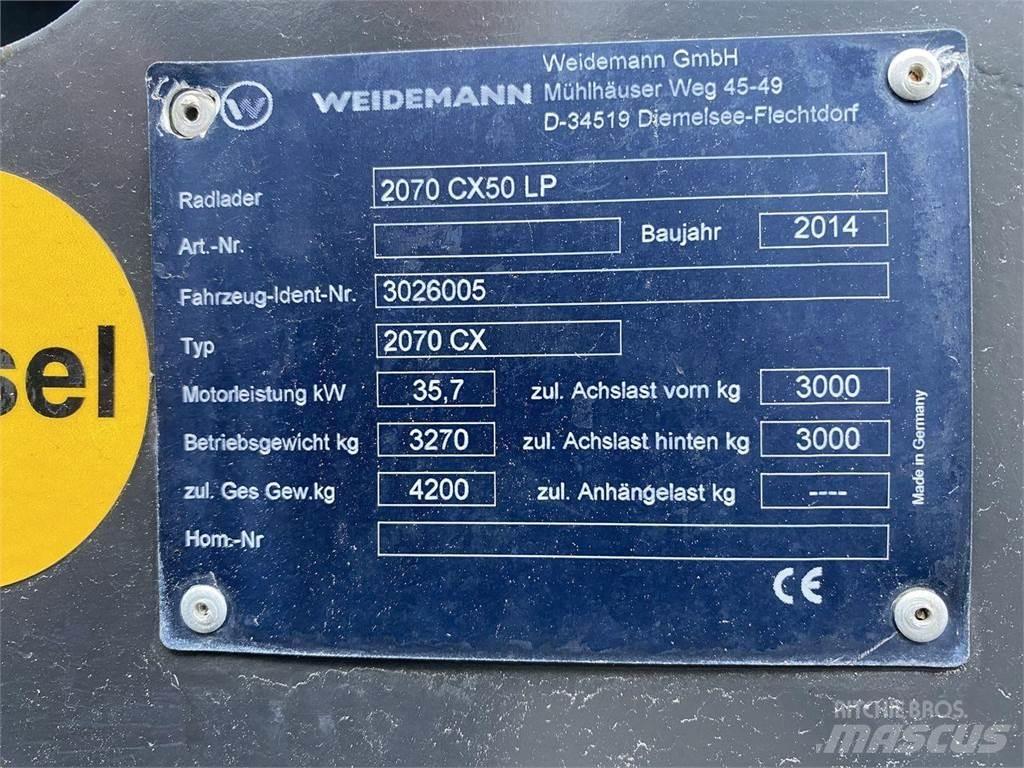 W WEIDEMANN
Weidemann GmbH
Mühlhäuser Weg 45-49
D-34519 Diemelsee-Flechtdorf
Radlader 2070 CX50 LP
Art.-Nr. Baujahr 2014
Fahrzeug-Ident-Nr. 3026005
Typ 2070 CX
Motorleistung kW 35,7 zul. Achslast vorn kg 3000
Betriebsgewicht kg 3270 zul. Achslast hinten kg 3000
zul. Ges Gew.kg 4200 zul. Anhängelast kg ----
Hom.-Nr
CE
Made in Germany
sel
RITCHIE BROS.
MASCUS